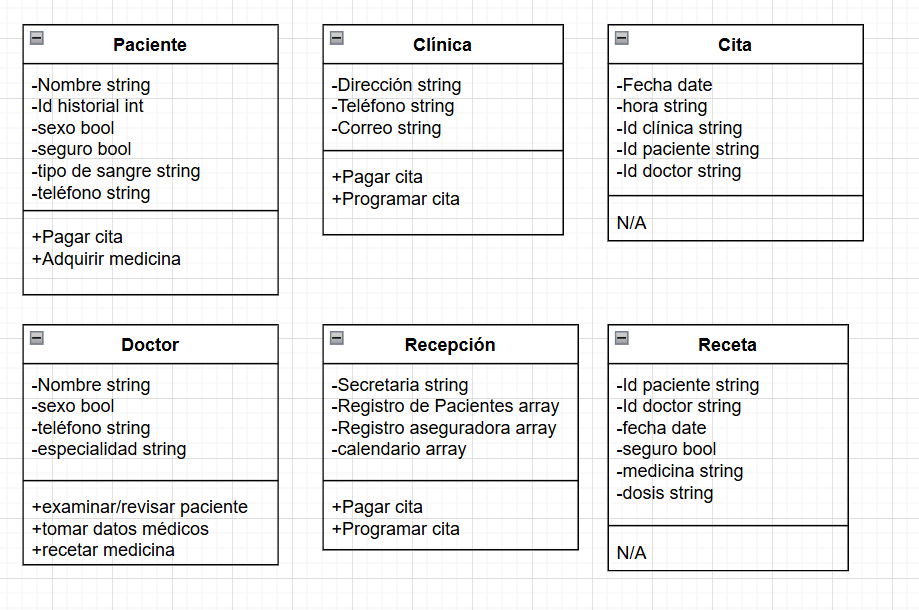 Paciente
-Nombre string
-Id historial int
-sexo bool
-seguro bool
-tipo de sangre string
-teléfono string
+Pagar cita
+Adquirir medicina
Clínica
-Dirección string
-Teléfono string
-Correo string
+Pagar cita
+Programar cita
Cita
-Fecha date
-hora string
-Id clínica string
-Id paciente string
-Id doctor string
N/A
Doctor
-Nombre string
-sexo bool
-teléfono string
-especialidad string
+examinar/revisar paciente
+tomar datos médicos
+recetar medicina
Recepción
-Secretaria string
-Registro de Pacientes array
-Registro aseguradora array
-calendario array
+Pagar cita
+Programar cita
Receta
-Id paciente string
-Id doctor string
-fecha date
-seguro bool
-medicina string
-dosis string
N/A